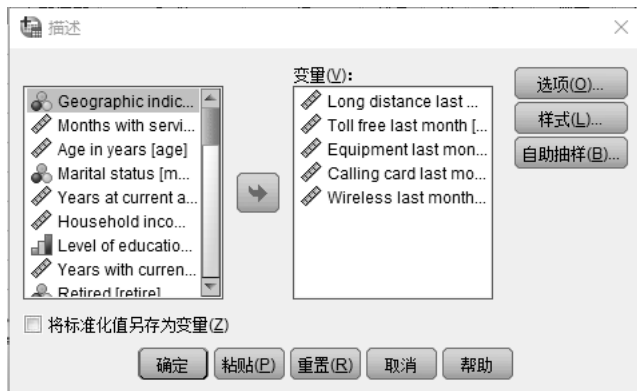 描述
变量(V):
Geographic indic...
Months with servi...
Age in years [age]
Marital status [m...
Years at current a...
Household inco...
Level of educatio...
Years with curren...
Retired [retire]
Long distance last ...
Toll free last month [...
Equipment last mon...
Calling card last mo...
Wireless last month...
选项(O)...
样式(L)...
自助抽样(B)...
将标准化值另存为变量(Z)
确定 粘贴(P) 重置(R) 取消 帮助